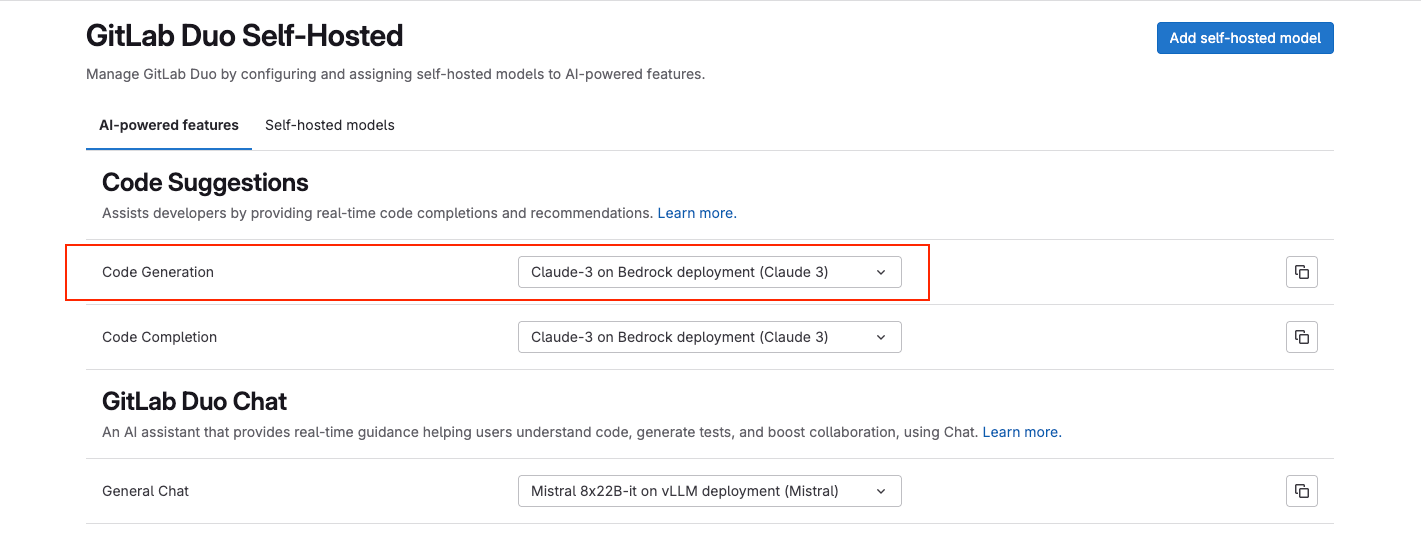 GitLab Duo Self-Hosted
Add self-hosted model
Manage GitLab Duo by configuring and assigning self-hosted models to AI-powered features.
AI-powered features
Self-hosted models
Code Suggestions
Assists developers by providing real-time code completions and recommendations. Learn more.
Code Generation
Claude-3 on Bedrock deployment (Claude 3)
Code Completion
Claude-3 on Bedrock deployment (Claude 3)
GitLab Duo Chat
An AI assistant that provides real-time guidance helping users understand code, generate tests, and boost collaboration, using Chat. Learn more.
General Chat
Mistral 8x22B-it on vLLM deployment (Mistral)